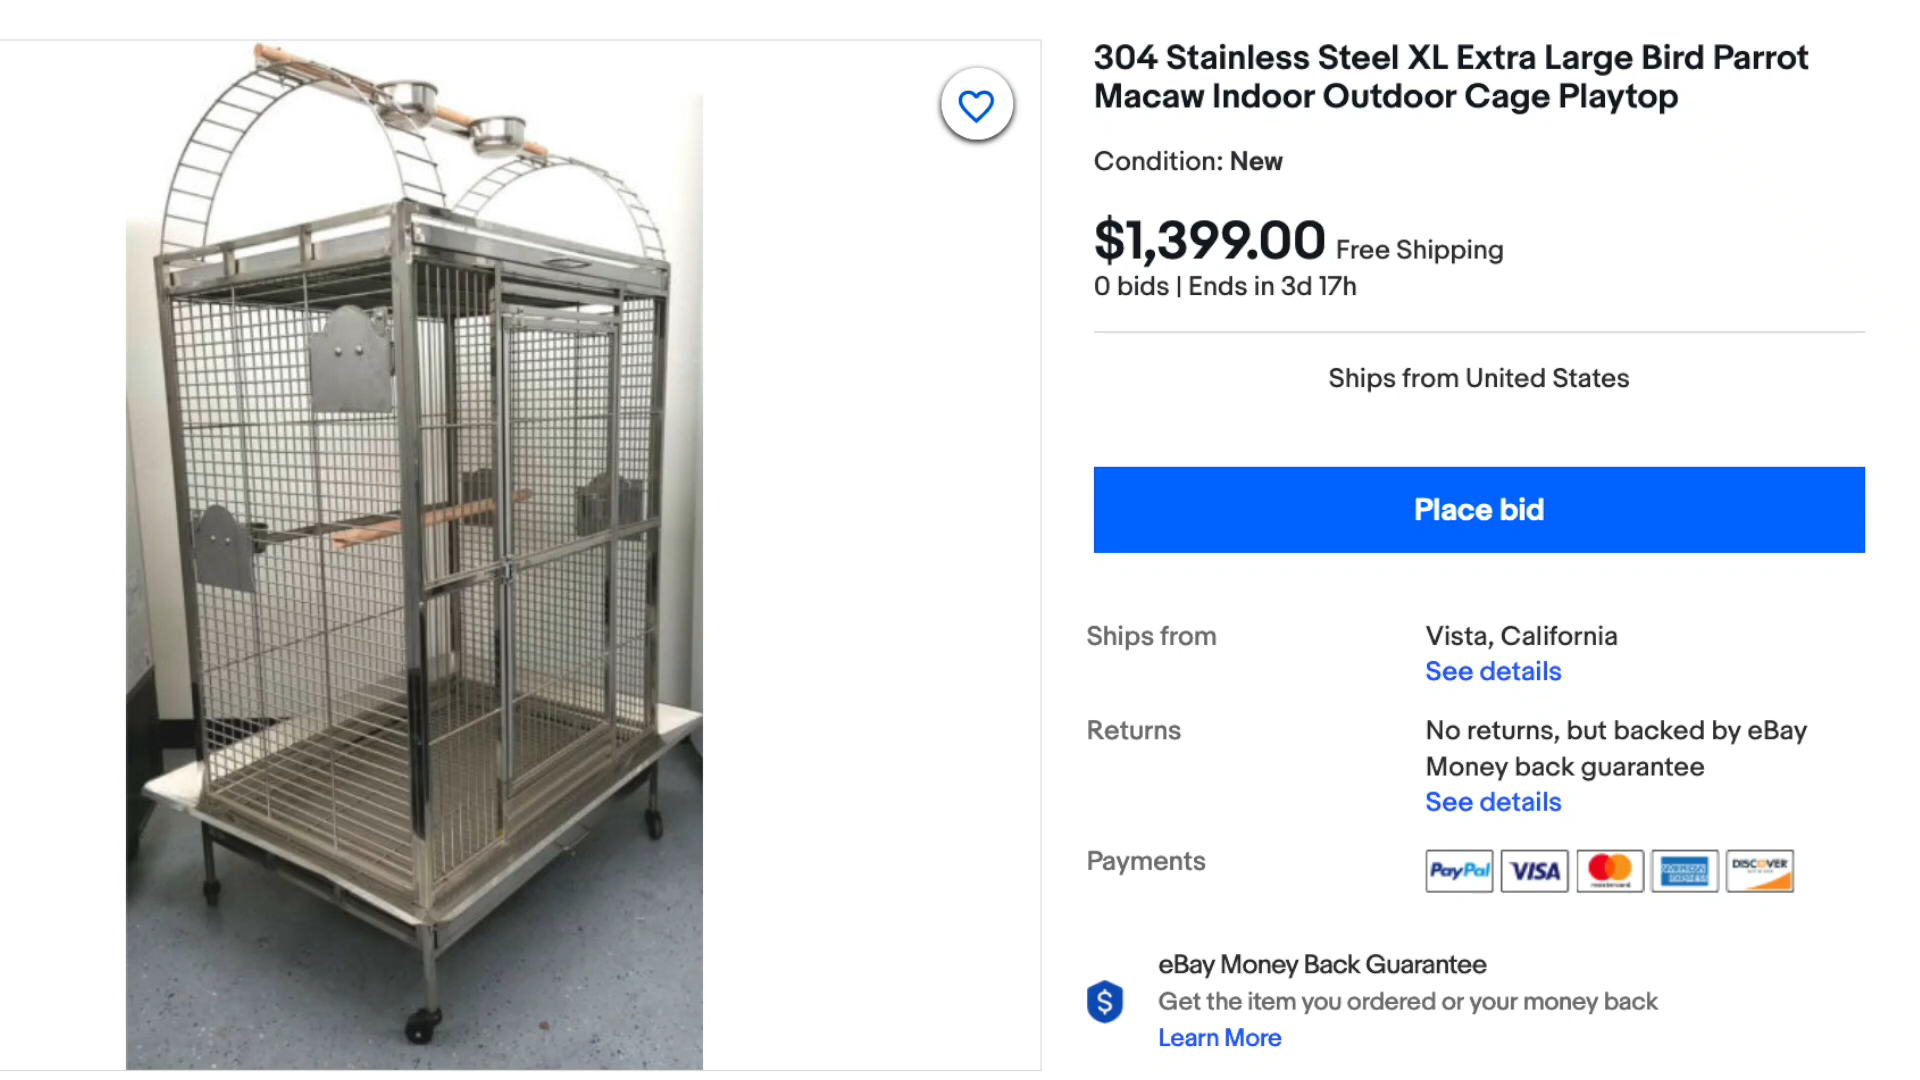 304 Stainless Steel XL Extra Large Bird Parrot
Macaw Indoor Outdoor Cage Playtop
Condition: New
$1,399.00 Free Shipping
0 bids | Ends in 3d 17h
Ships from United States
Place bid
Ships from
Vista, California
See details
Returns
No returns, but backed by eBay
Money back guarantee
See details
Payments
PayPal VISA mastercard AMERICAN EXPRESS DISCOVER
eBay Money Back Guarantee
$
Get the item you ordered or your money back
Learn More